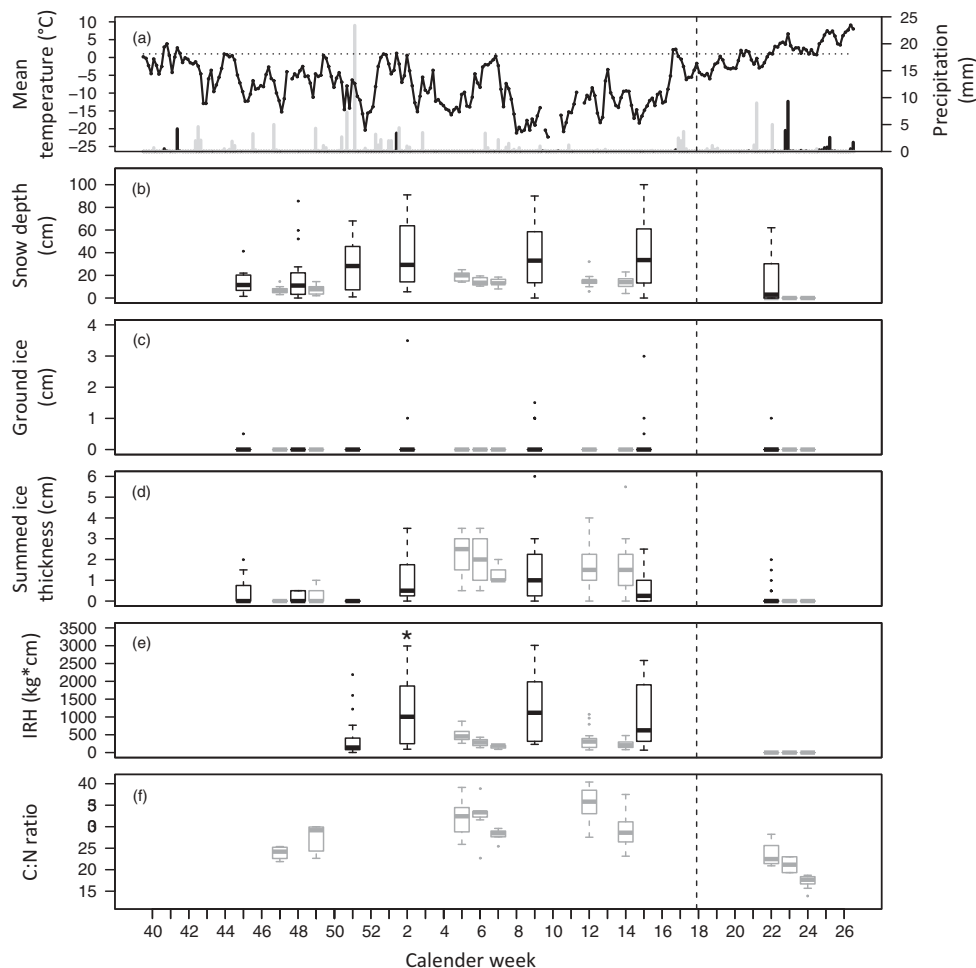 (a)
Mean
temperature (°C)
10
5
0
−5
−10
−15
−20
−25
25
20
15
10
5
0
Precipitation
(mm)
(b)
Snow depth
(cm)
100
80
60
40
20
0
(c)
Ground ice
(cm)
4
3
2
1
0
(d)
Summed ice
thickness (cm)
6
5
4
3
2
1
0
(e)
IRH (kg*cm)
3500
3000
2500
2000
1500
1000
500
0
*
(f)
C:N ratio
40
3
5
3
0
25
20
15
40 42 44 46 48 50 52 2 4 6 8 10 12 14 16 18 20 22 24 26
Calender week